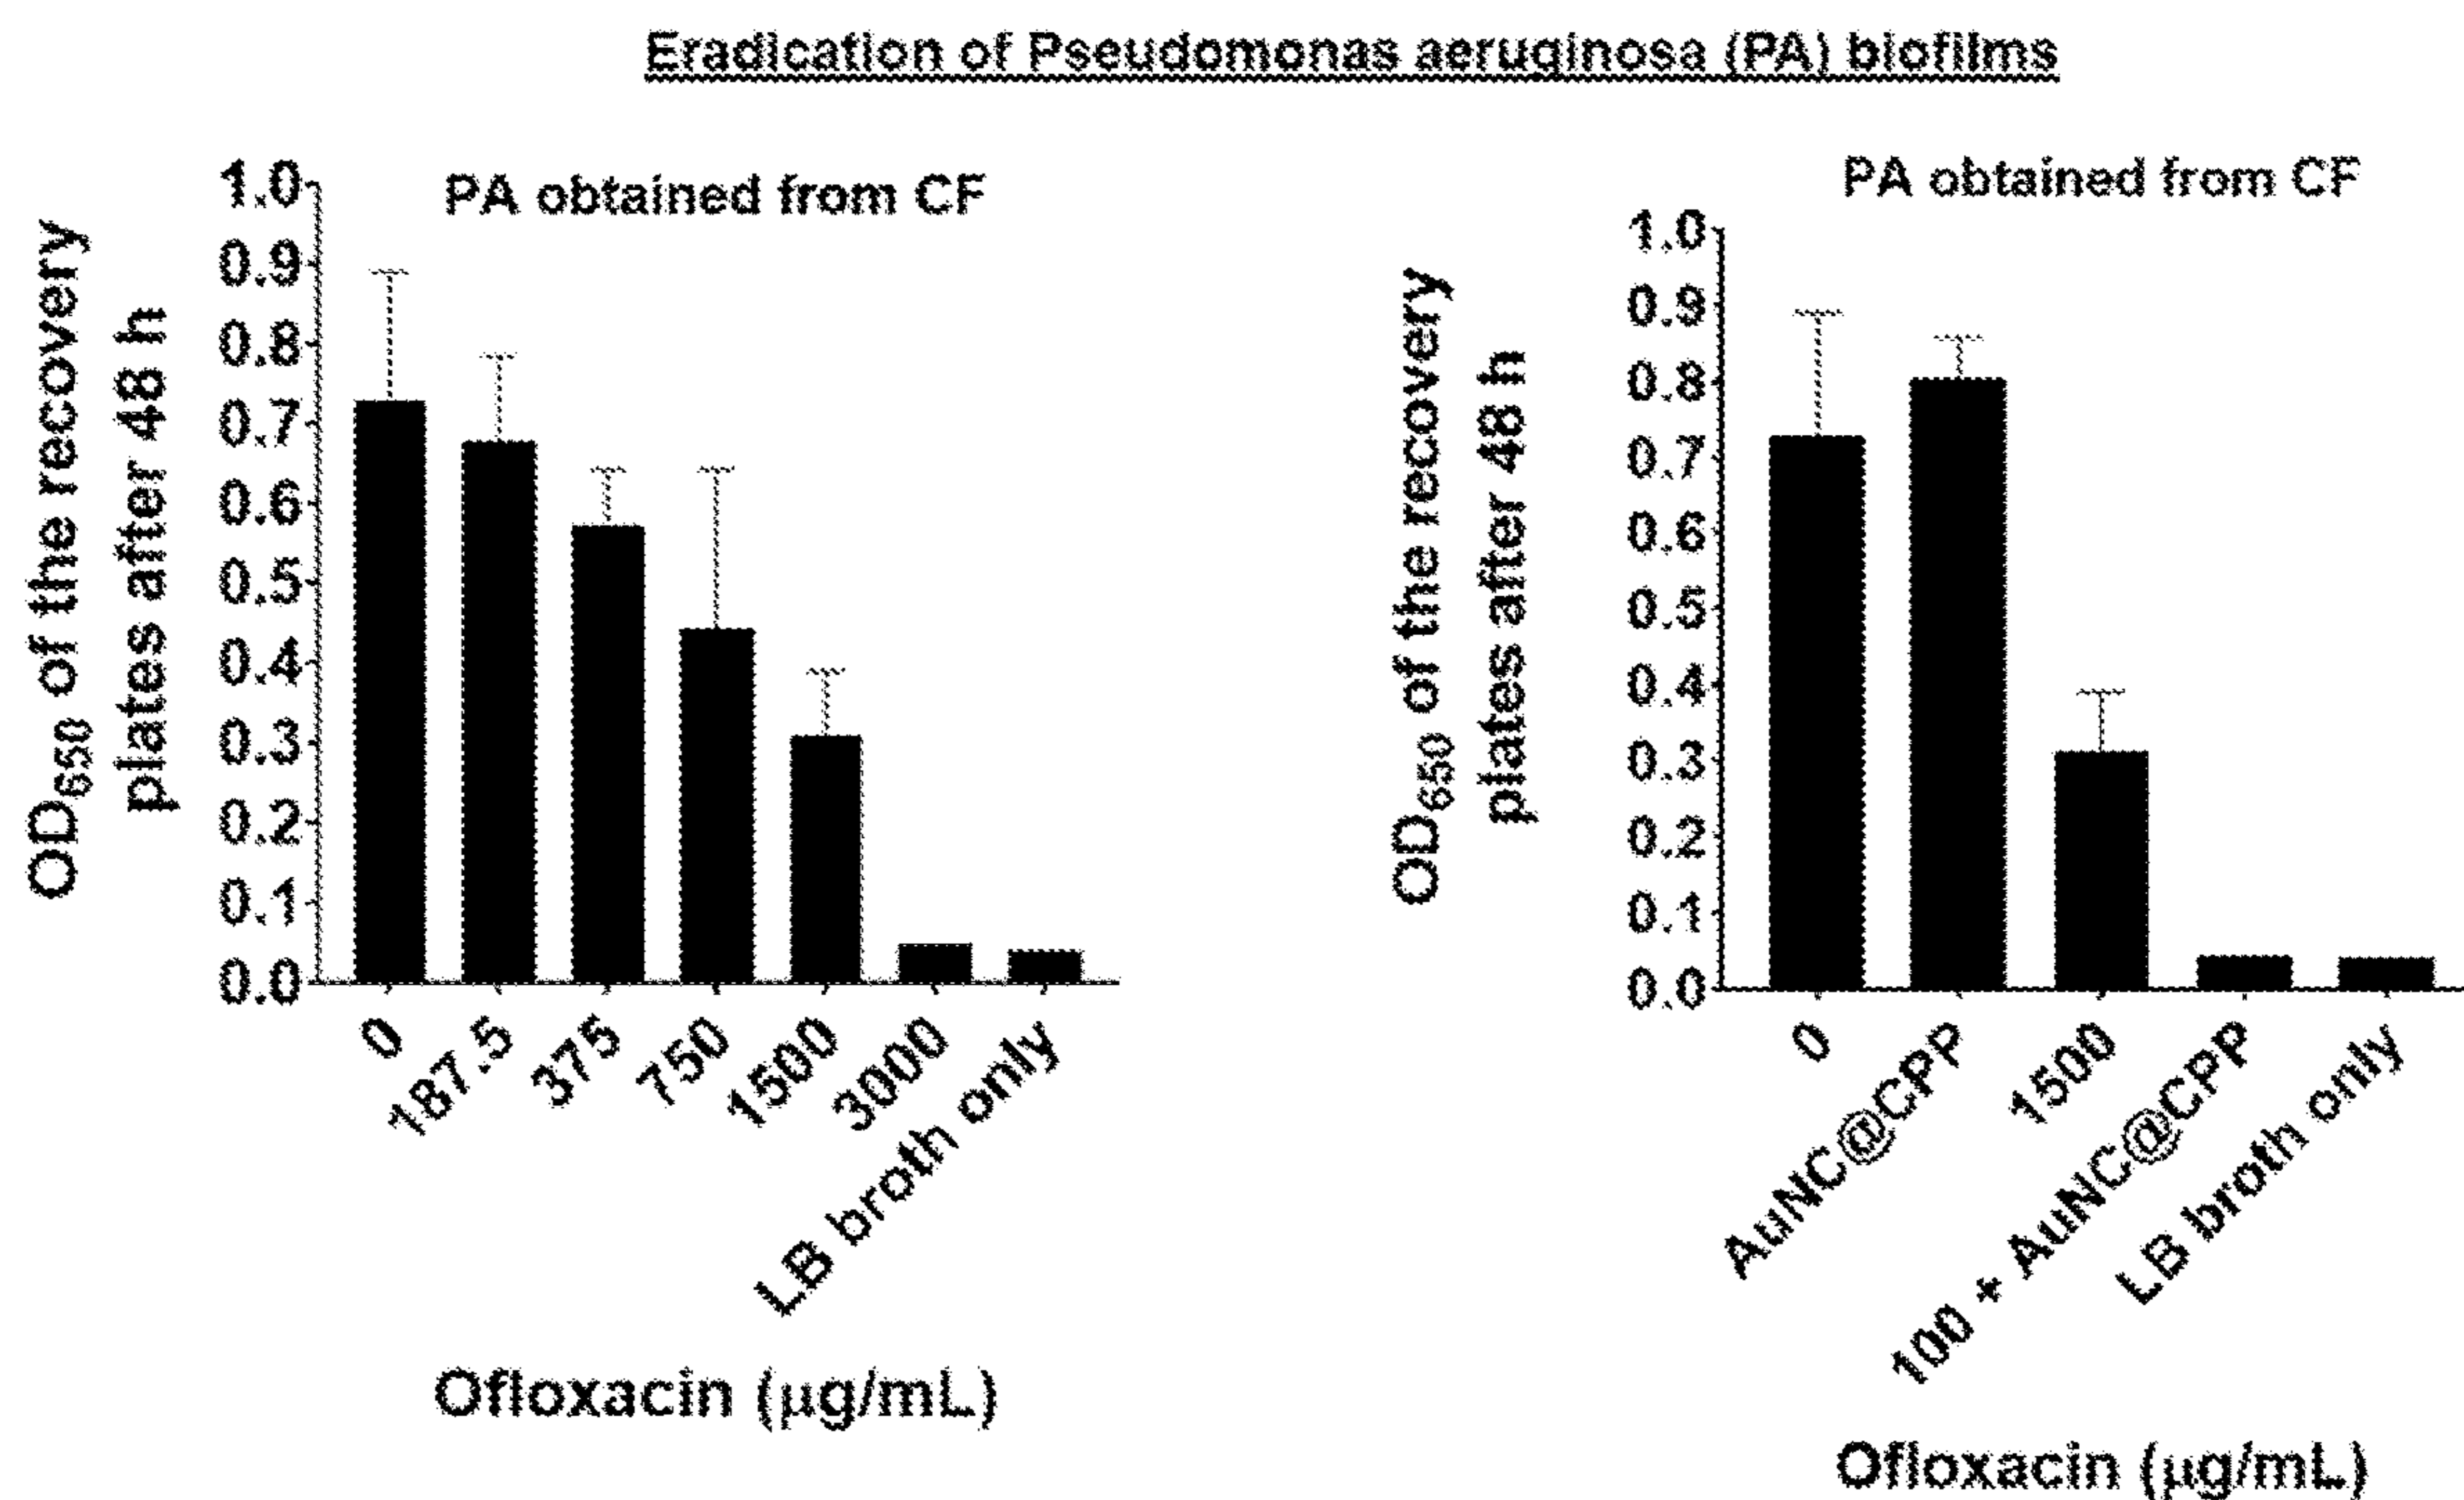 Eradication of Pseudomonas aeruginosa (PA) biofilms
PA obtained from CF
OD650 of the recovery
plates after 48 h
1.0
0.9
0.8
0.7
0.6
0.5
0.4
0.3
0.2
0.1
0.0
0
187.5
375
750
1500
3000
LB broth only
Ofloxacin (µg/mL)
PA obtained from CF
OD650 of the recovery
plates after 48 h
1.0
0.9
0.8
0.7
0.6
0.5
0.4
0.3
0.2
0.1
0.0
0
AuNC@CPP
1500
100 + AuNC@CPP
LB broth only
Ofloxacin (µg/mL)